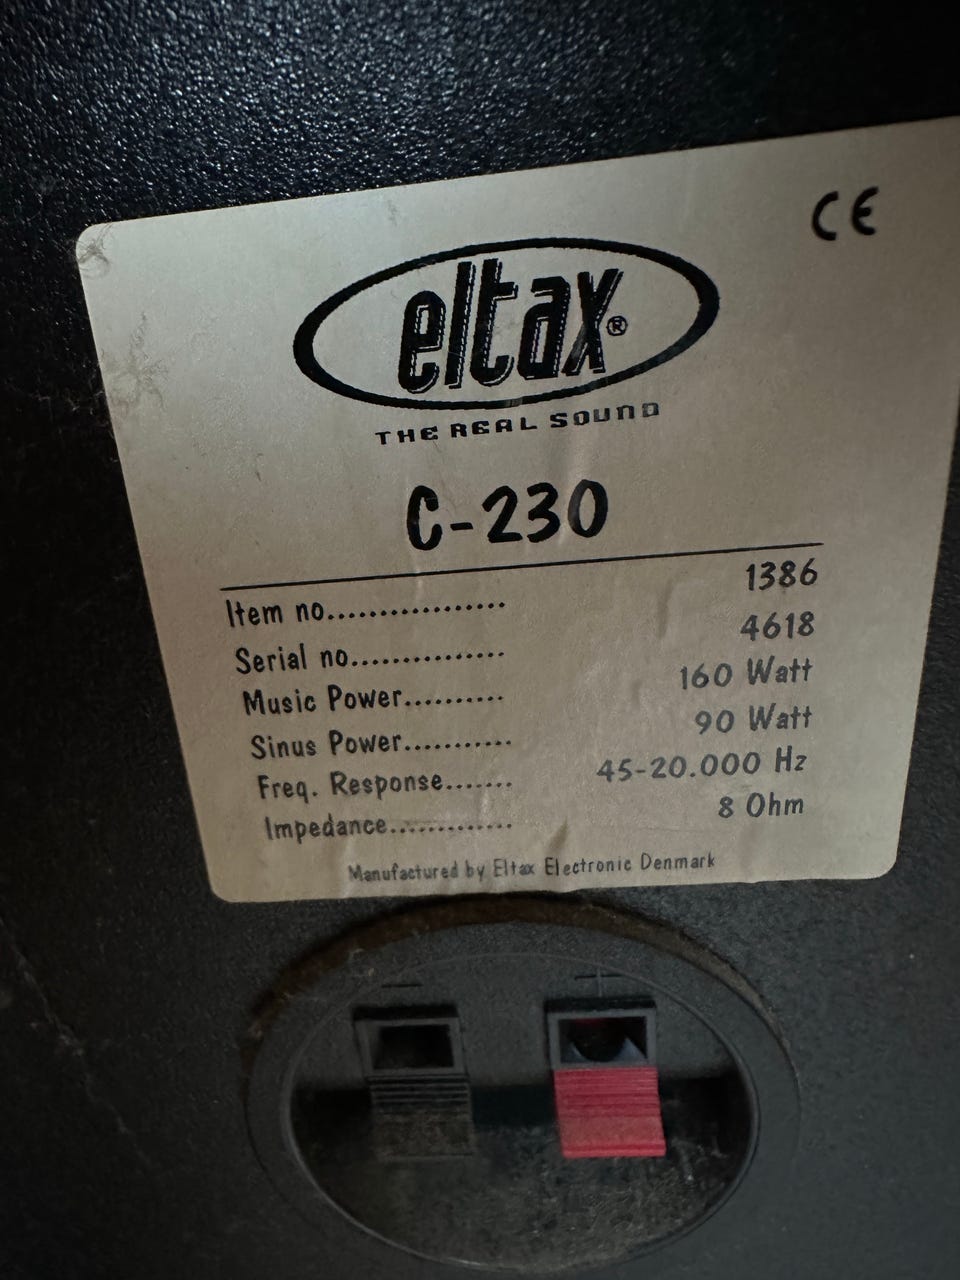 CE
eltax®
THE REAL SOUND
C-230
Item no................. 1386
Serial no............... 4618
Music Power.......... 160 Watt
Sinus Power........... 90 Watt
Freq. Response....... 45-20.000 Hz
Impedance............. 8 Ohm
Manufactured by Eltax Electronic Denmark
- +